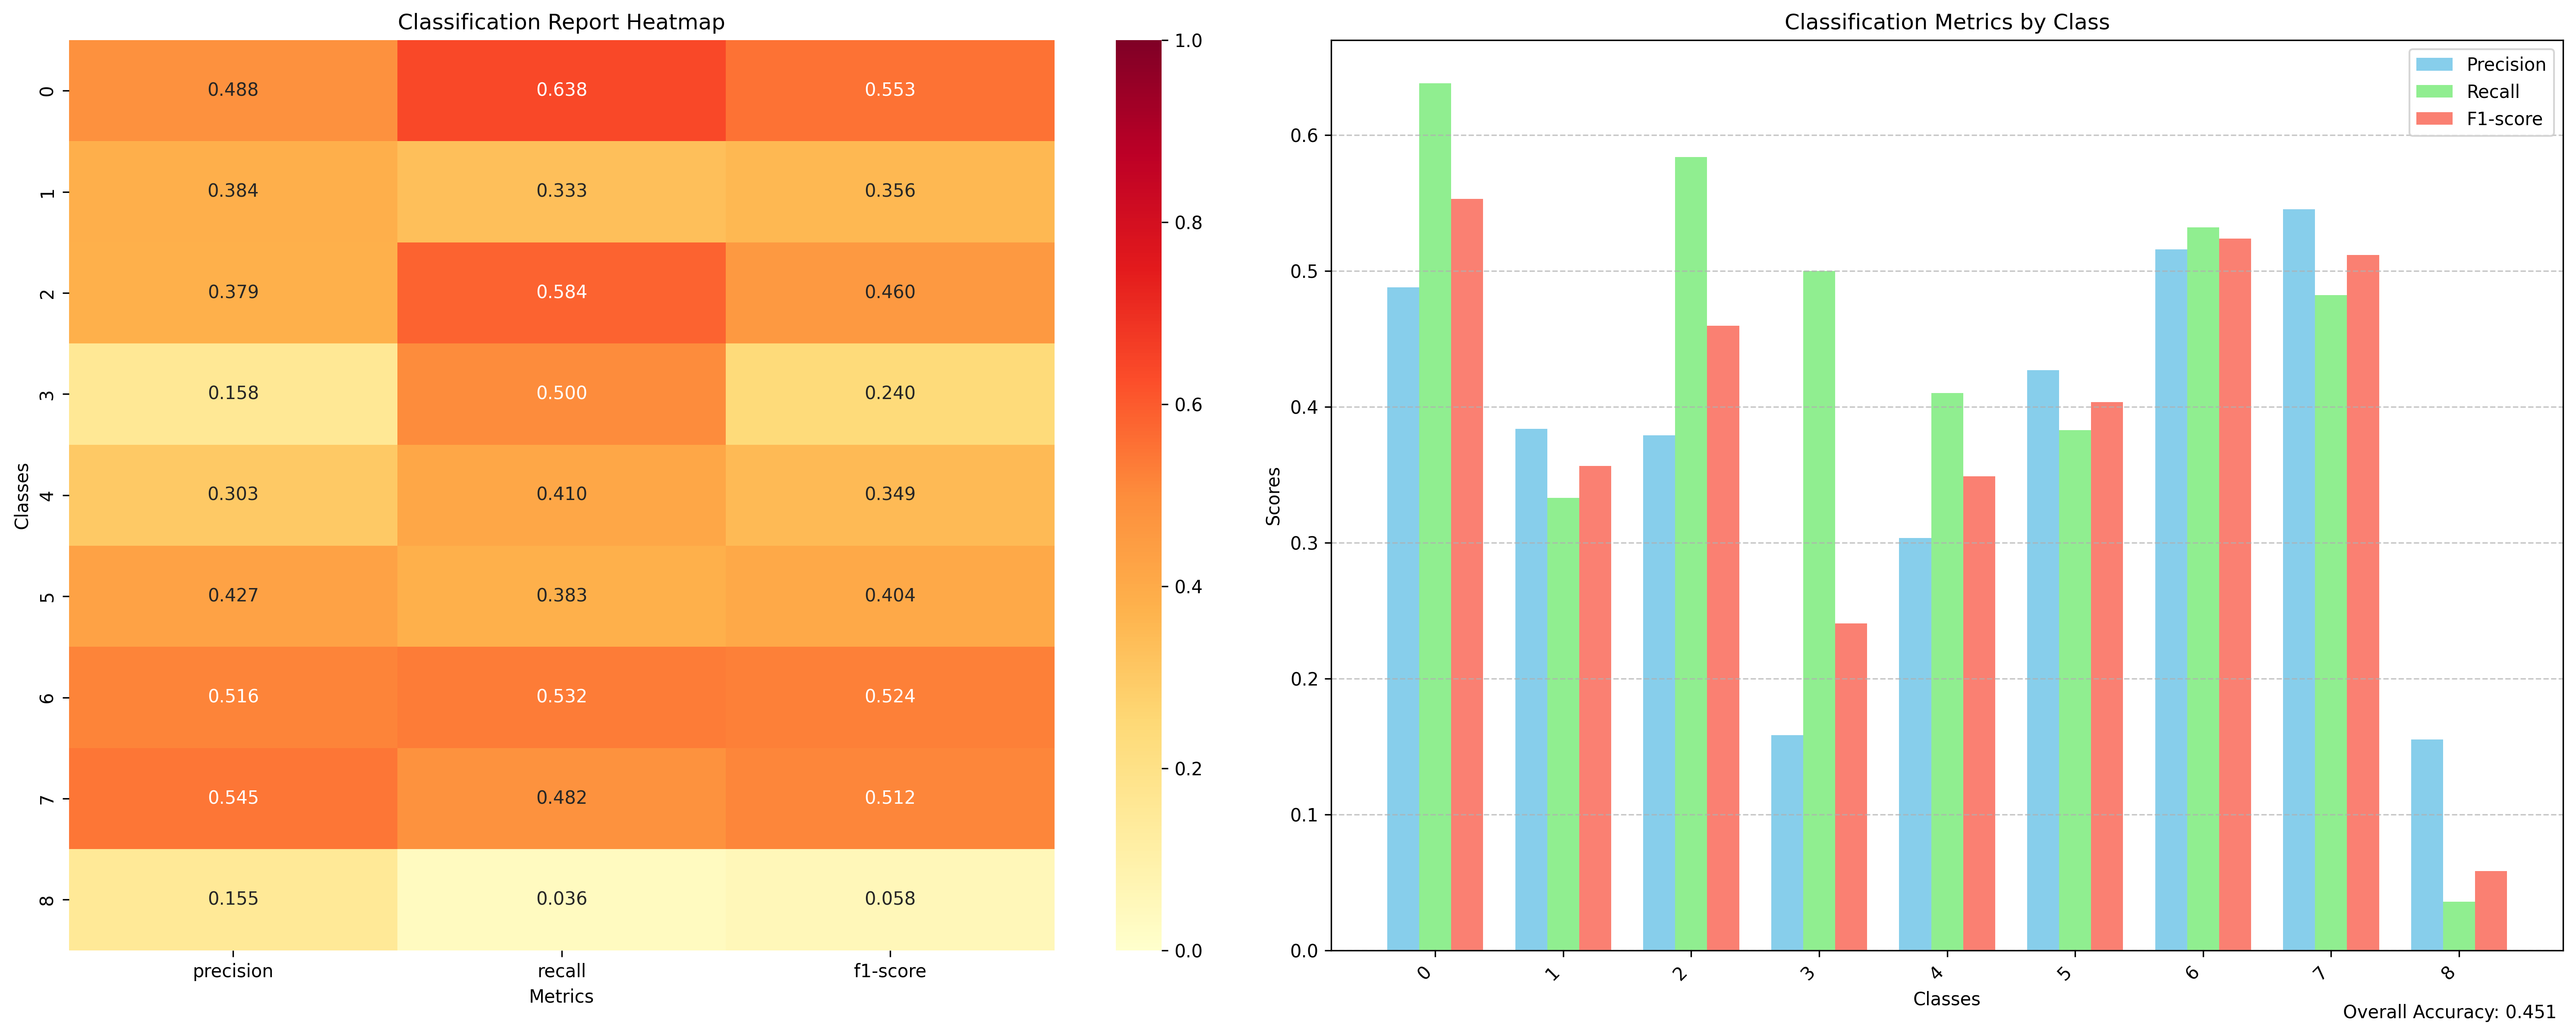 Classification Report Heatmap
0 0.488 0.638 0.553
1 0.384 0.333 0.356
2 0.379 0.584 0.460
3 0.158 0.500 0.240
4 0.303 0.410 0.349
5 0.427 0.383 0.404
6 0.516 0.532 0.524
7 0.545 0.482 0.512
8 0.155 0.036 0.058
Classes
precision recall f1-score
Metrics
1.0
0.8
0.6
0.4
0.2
0.0
Classification Metrics by Class
Precision
Recall
F1-score
0.6
0.5
0.4
0.3
0.2
0.1
0.0
Scores
0 1 2 3 4 5 6 7 8
Classes
Overall Accuracy: 0.451